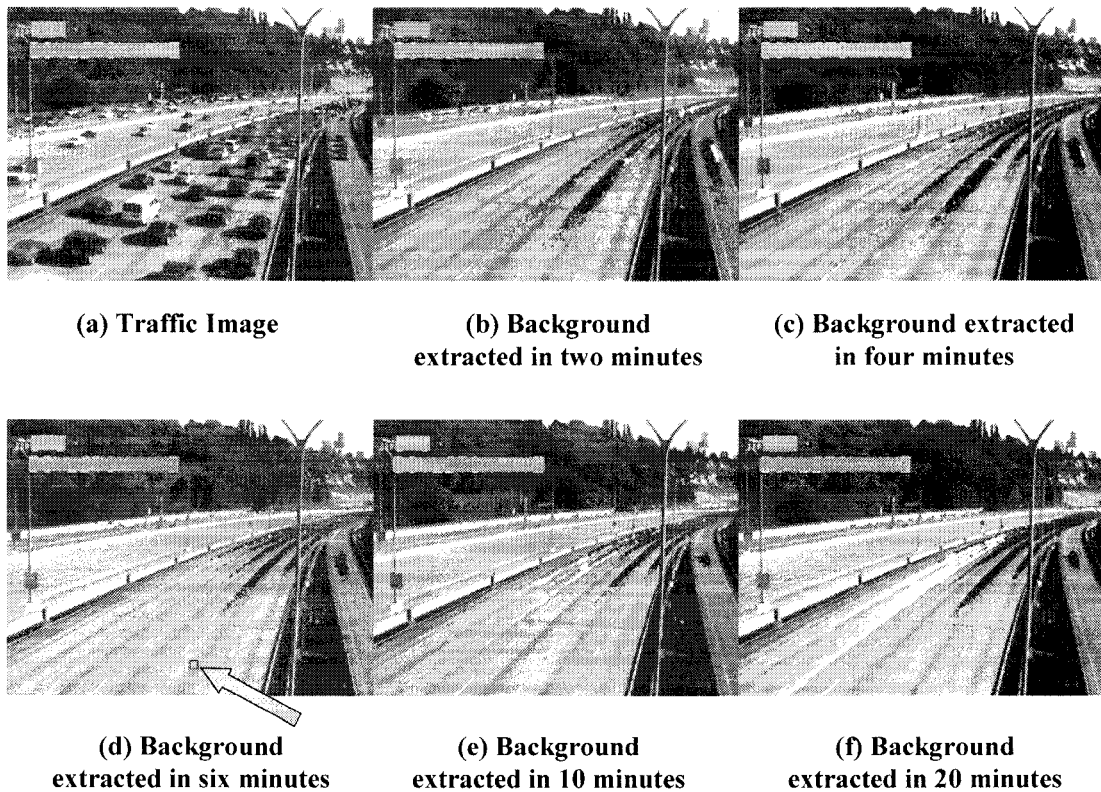 (a) Traffic Image
(b) Background
extracted in two minutes
(c) Background extracted
in four minutes
(d) Background
extracted in six minutes
(e) Background
extracted in 10 minutes
(f) Background
extracted in 20 minutes